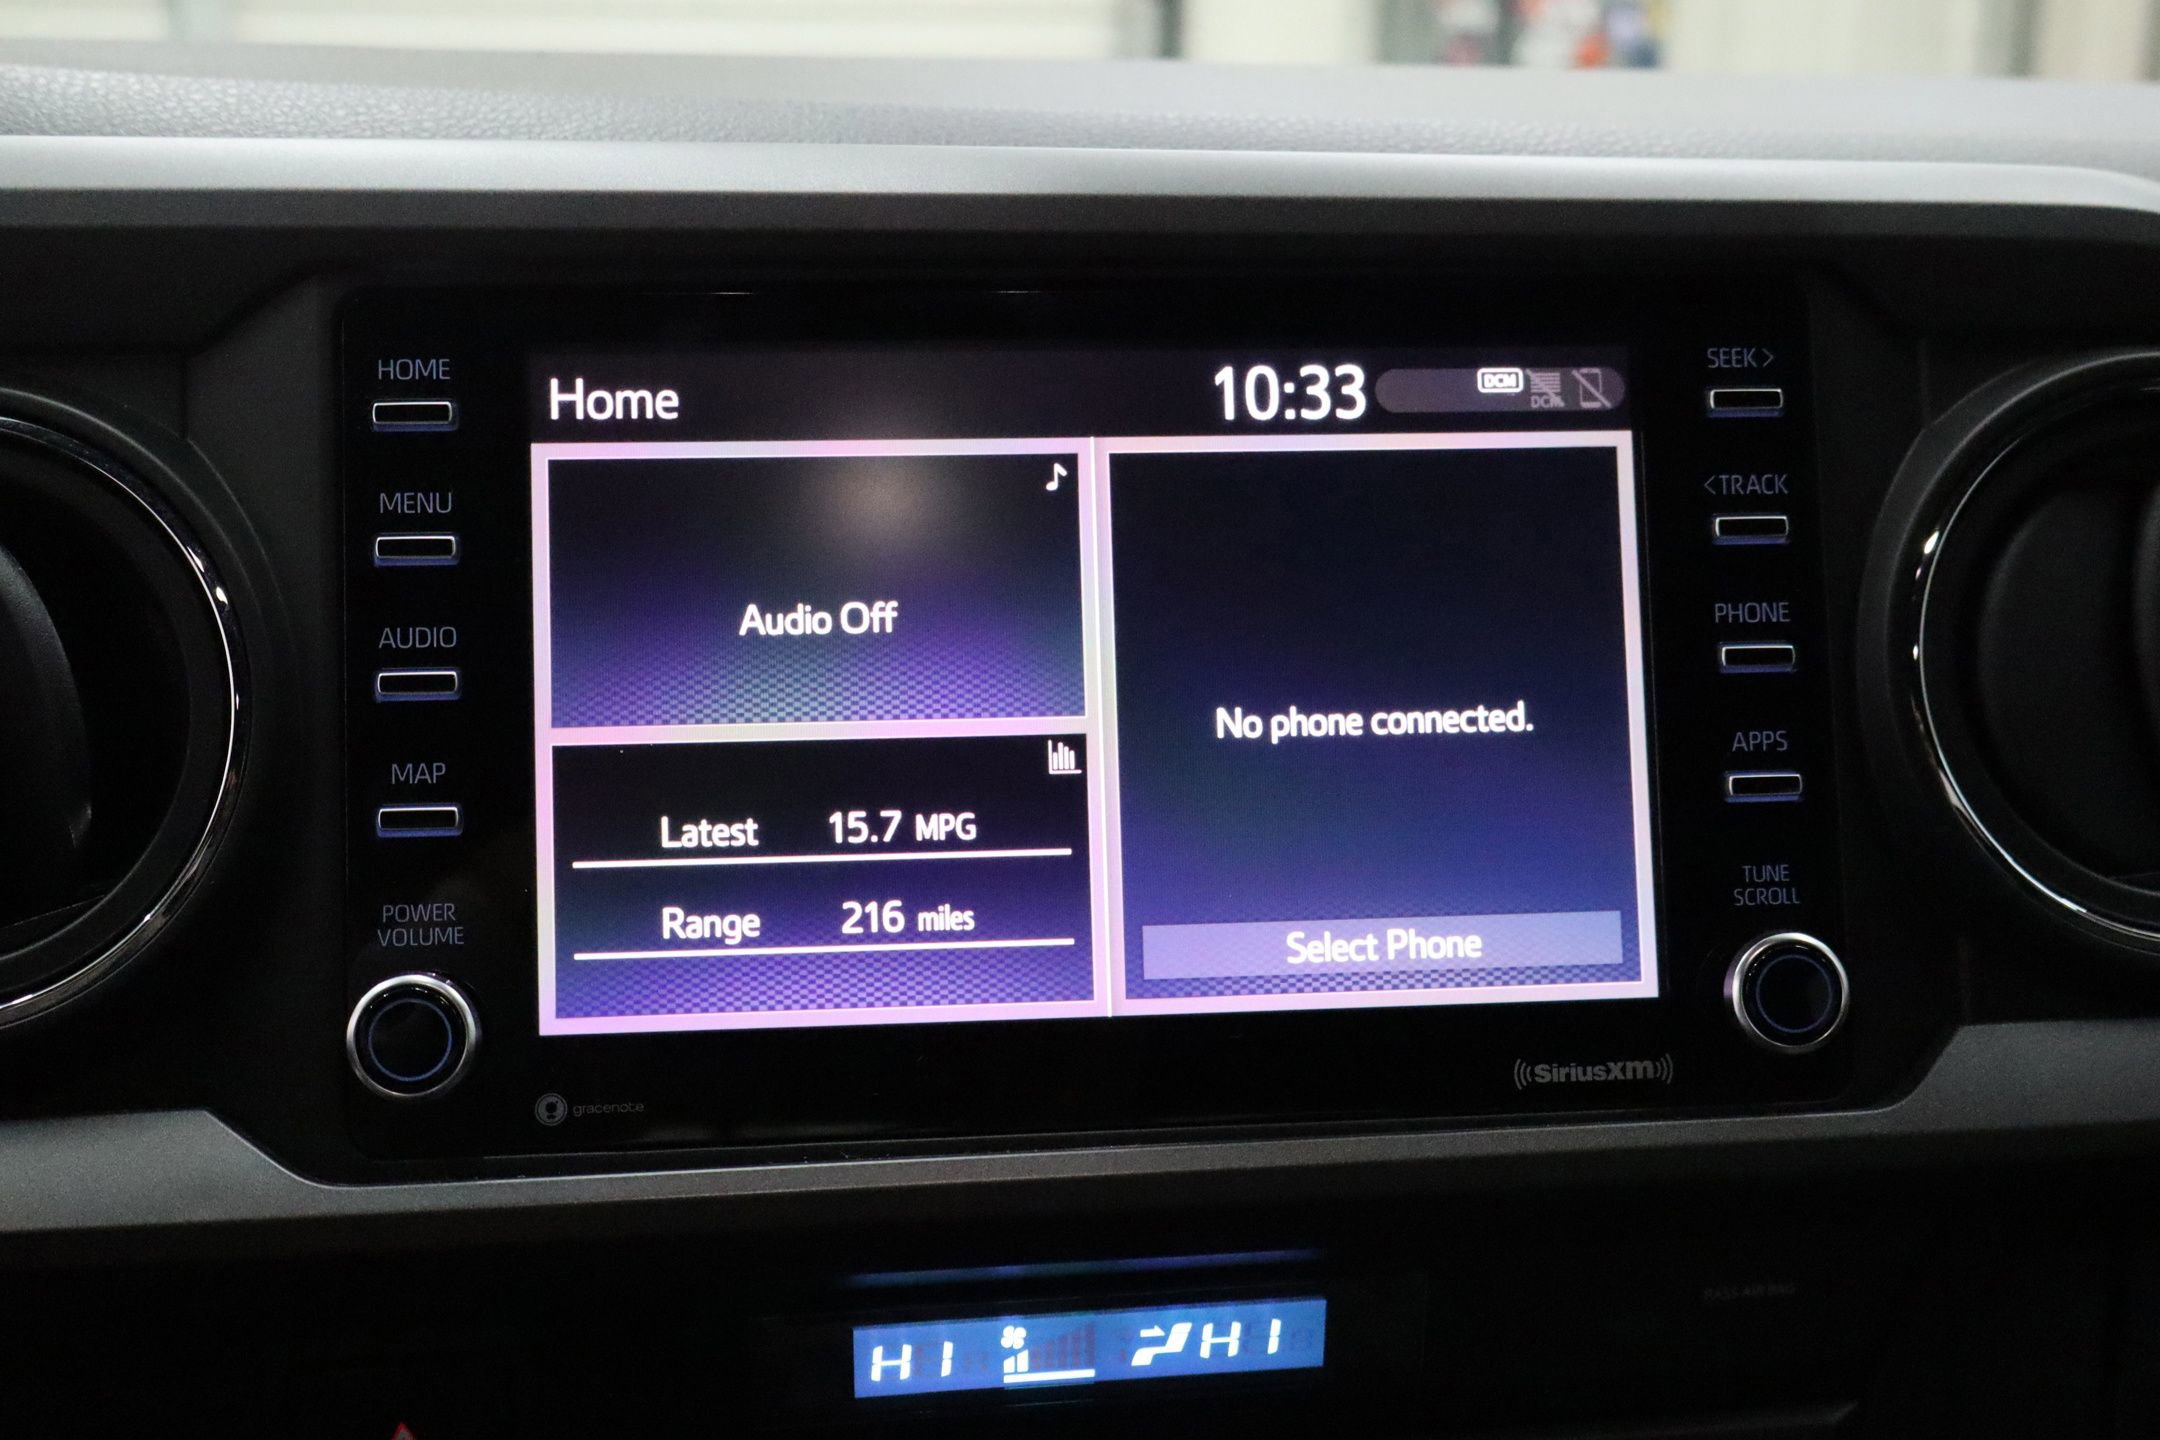 HOME
MENU
AUDIO
MAP
POWER
VOLUME
Home
10:33
DCM
DCM
Audio Off
Latest 15.7 MPG
Range 216 miles
No phone connected.
Select Phone
SEEK >
< TRACK
PHONE
APPS
TUNE
SCROLL
gracenote
((SiriusXM))
HI HI